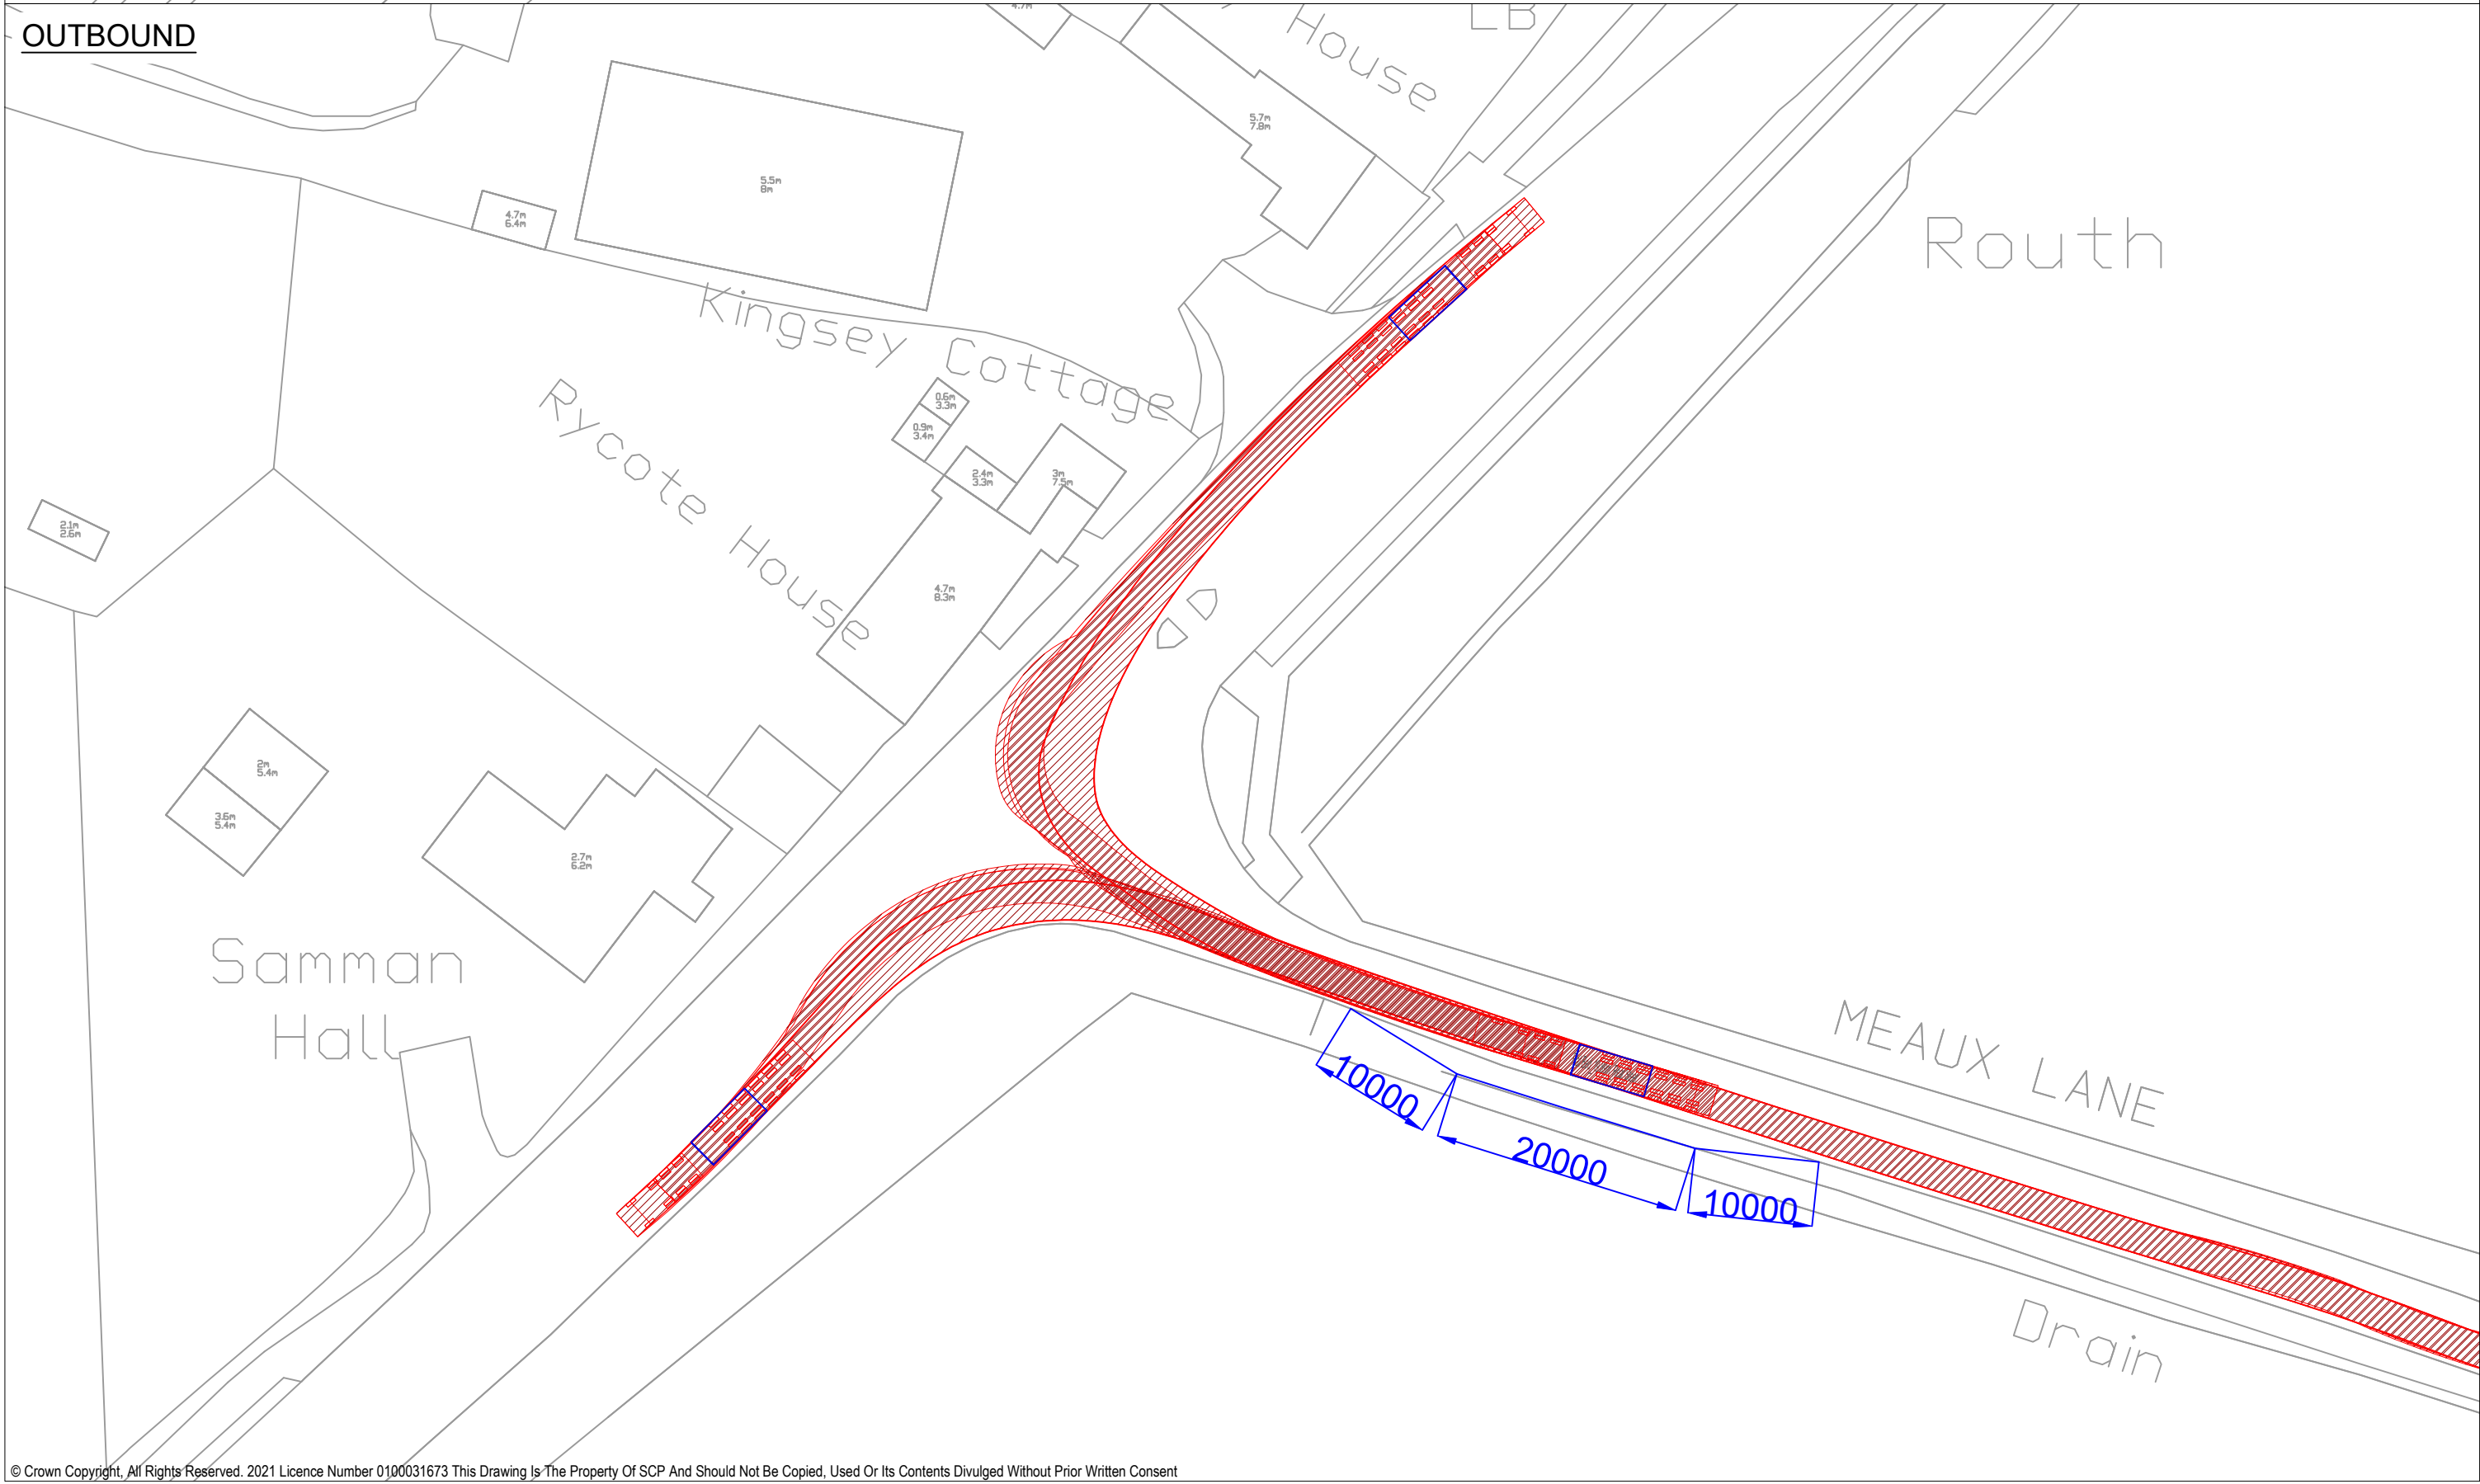 OUTBOUND
4.7m
House
LB
5.7m
7.8m
5.5m
8m
4.7m
6.4m
Routh
Kingsey Cottage
Rycote House
0.6m
3.3m
0.9m
3.4m
2.4m
3.3m
3m
7.5m
2.1m
2.6m
4.7m
8.3m
2m
5.4m
3.6m
5.4m
2.7m
6.2m
Samman
Hall
MEAUX LANE
10000
20000
10000
Drain
© Crown Copyright, All Rights Reserved. 2021 Licence Number 0100031673 This Drawing Is The Property Of SCP And Should Not Be Copied, Used Or Its Contents Divulged Without Prior Written Consent